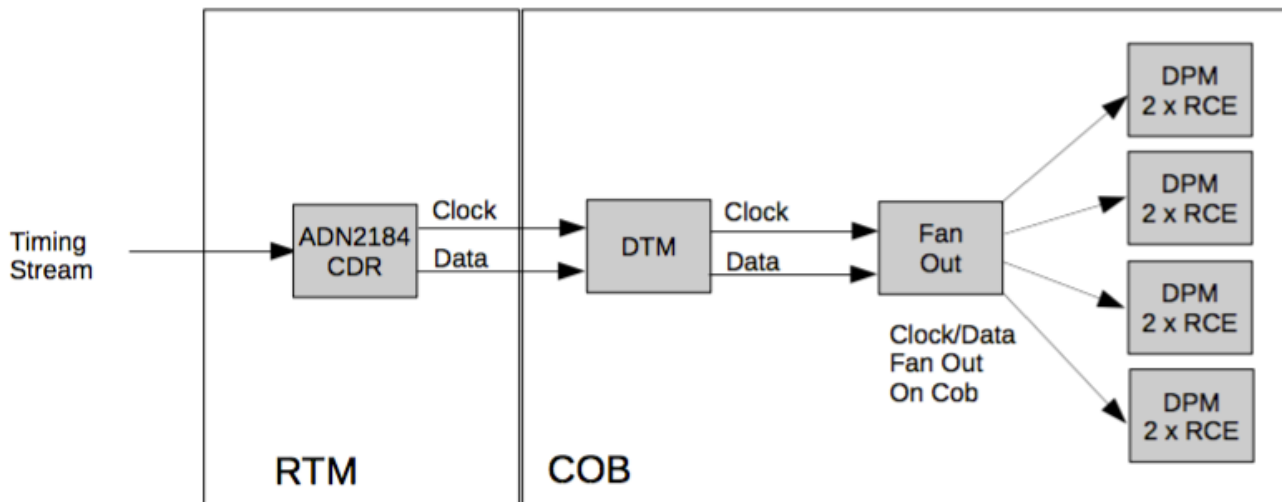 Timing
Stream
ADN2184
CDR
Clock
Data
DTM
Clock
Data
Fan
Out
Clock/Data
Fan Out
On Cob
DPM
2 x RCE
DPM
2 x RCE
DPM
2 x RCE
DPM
2 x RCE
RTM
COB